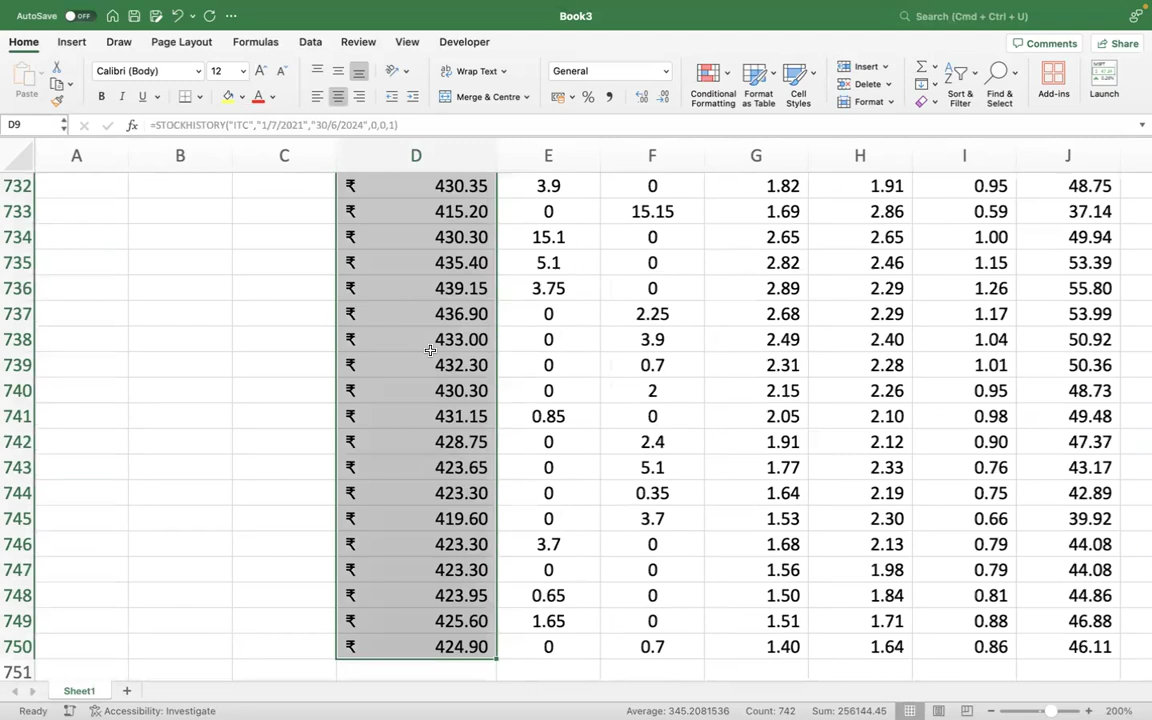 AutoSave OFF Book3 Search (Cmd + Ctrl + U)
Home Insert Draw Page Layout Formulas Data Review View Developer Comments Share
Paste Calibri (Body) 12 Wrap Text General Insert Delete Format
B I U A Merge & Centre % Conditional Formatting Format as Table Cell Styles Sort & Filter Find & Select Add-ins Launch
D9 fx =STOCKHISTORY("ITC","1/7/2021","30/6/2024",0,0,1)
A B C D E F G H I J
732 ₹ 430.35 3.9 0 1.82 1.91 0.95 48.75
733 ₹ 415.20 0 15.15 1.69 2.86 0.59 37.14
734 ₹ 430.30 15.1 0 2.65 2.65 1.00 49.94
735 ₹ 435.40 5.1 0 2.82 2.46 1.15 53.39
736 ₹ 439.15 3.75 0 2.89 2.29 1.26 55.80
737 ₹ 436.90 0 2.25 2.68 2.29 1.17 53.99
738 ₹ 433.00 0 3.9 2.49 2.40 1.04 50.92
739 ₹ 432.30 0 0.7 2.31 2.28 1.01 50.36
740 ₹ 430.30 0 2 2.15 2.26 0.95 48.73
741 ₹ 431.15 0.85 0 2.05 2.10 0.98 49.48
742 ₹ 428.75 0 2.4 1.91 2.12 0.90 47.37
743 ₹ 423.65 0 5.1 1.77 2.33 0.76 43.17
744 ₹ 423.30 0 0.35 1.64 2.19 0.75 42.89
745 ₹ 419.60 0 3.7 1.53 2.30 0.66 39.92
746 ₹ 423.30 3.7 0 1.68 2.13 0.79 44.08
747 ₹ 423.30 0 0 1.56 1.98 0.79 44.08
748 ₹ 423.95 0.65 0 1.50 1.84 0.81 44.86
749 ₹ 425.60 1.65 0 1.51 1.71 0.88 46.88
750 ₹ 424.90 0 0.7 1.40 1.64 0.86 46.11
751
Sheet1
Ready Accessibility: Investigate Average: 345.2081536 Count: 742 Sum: 256144.45 200%